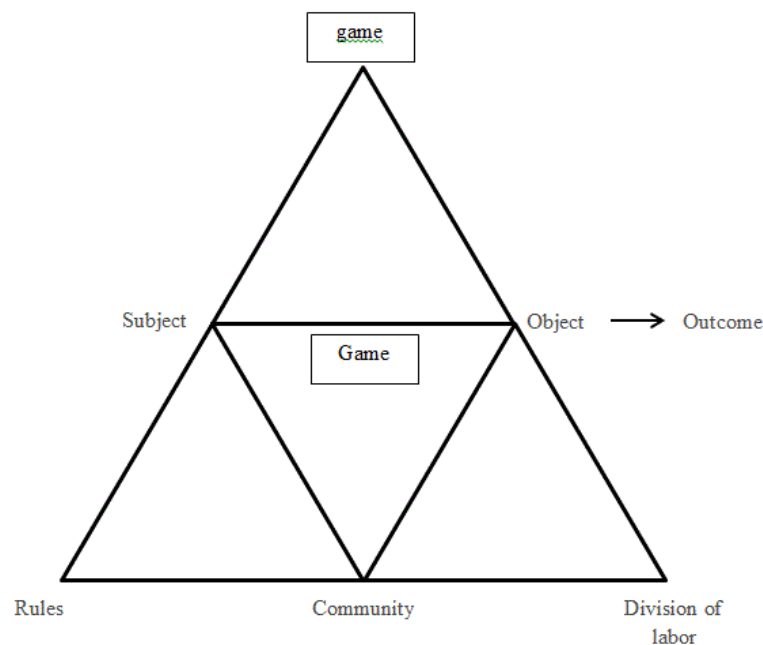 game
Subject
Object
Outcome
Game
Rules
Community
Division of
labor